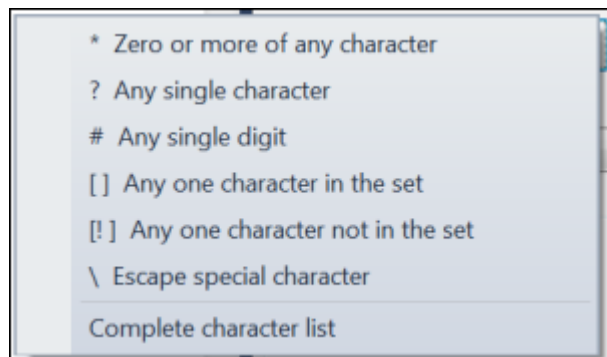 * Zero or more of any character
? Any single character
# Any single digit
[ ] Any one character in the set
[! ] Any one character not in the set
\ Escape special character
Complete character list